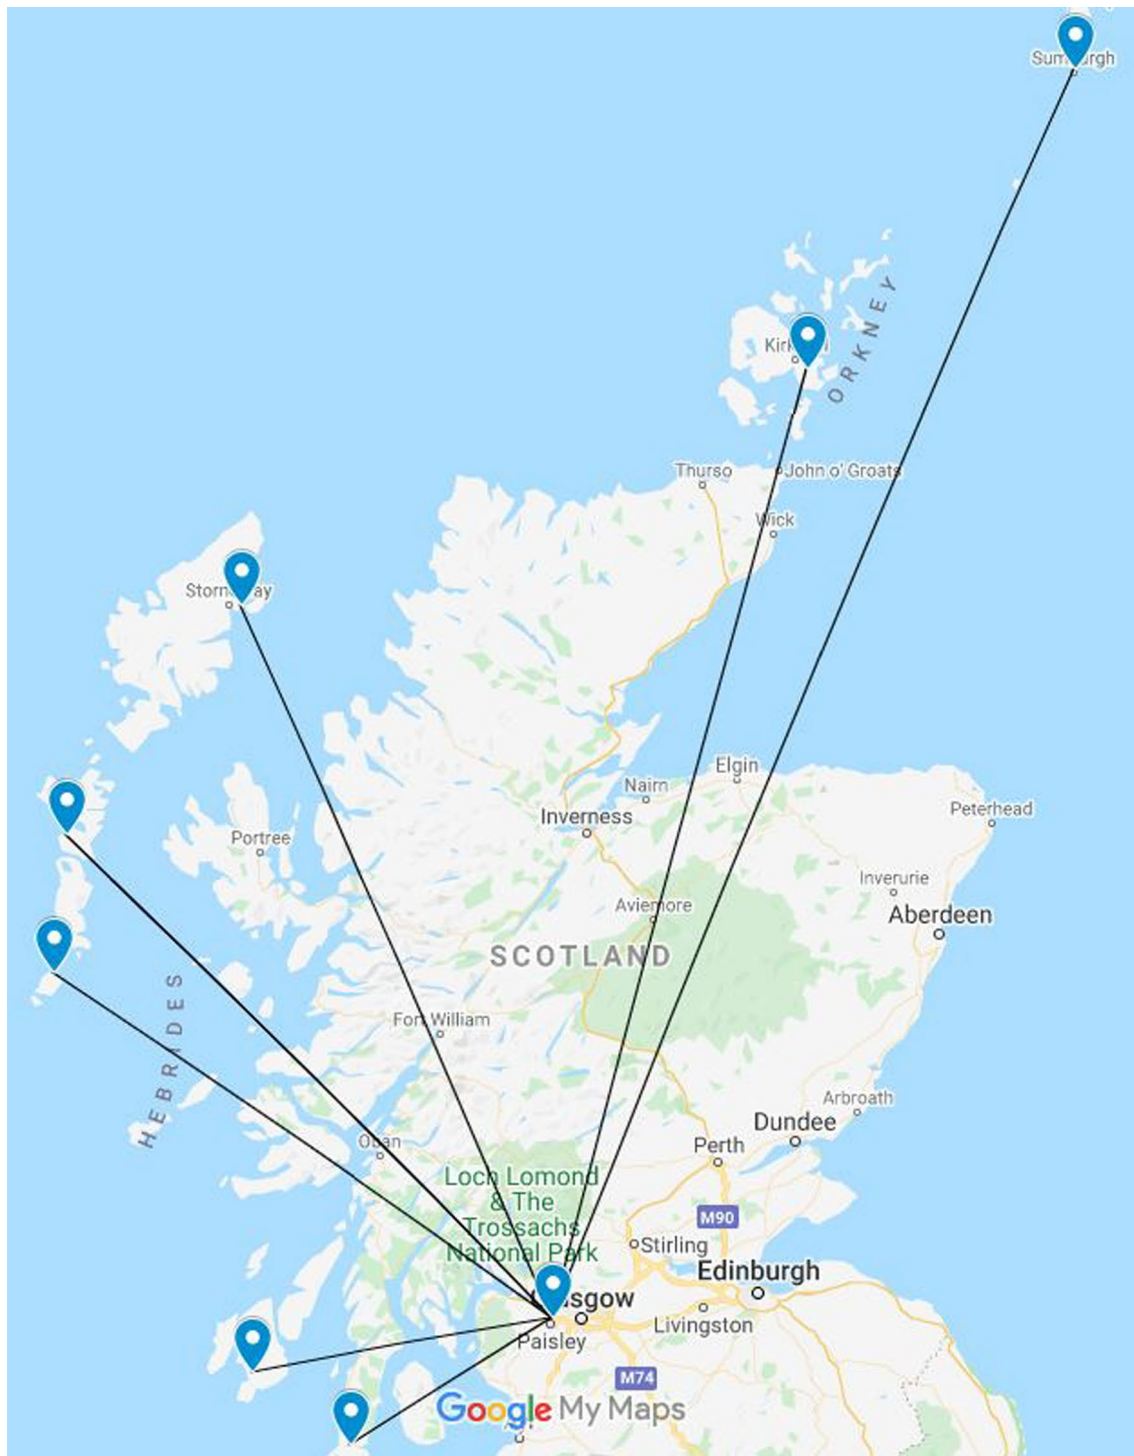 Sumburgh
ORKNEY
Thurso
John o' Groats
Wick
Elgin
Nairn
Inverness
Peterhead
Portree
Inverurie
Aviemore
Aberdeen
SCOTLAND
HEBRIDES
Fort William
Arbroath
Dundee
Oban
Perth
Loch Lomond
& The
Trossachs
National Park
M90
Stirling
Edinburgh
Livingston
Paisley
M74
Google My Maps